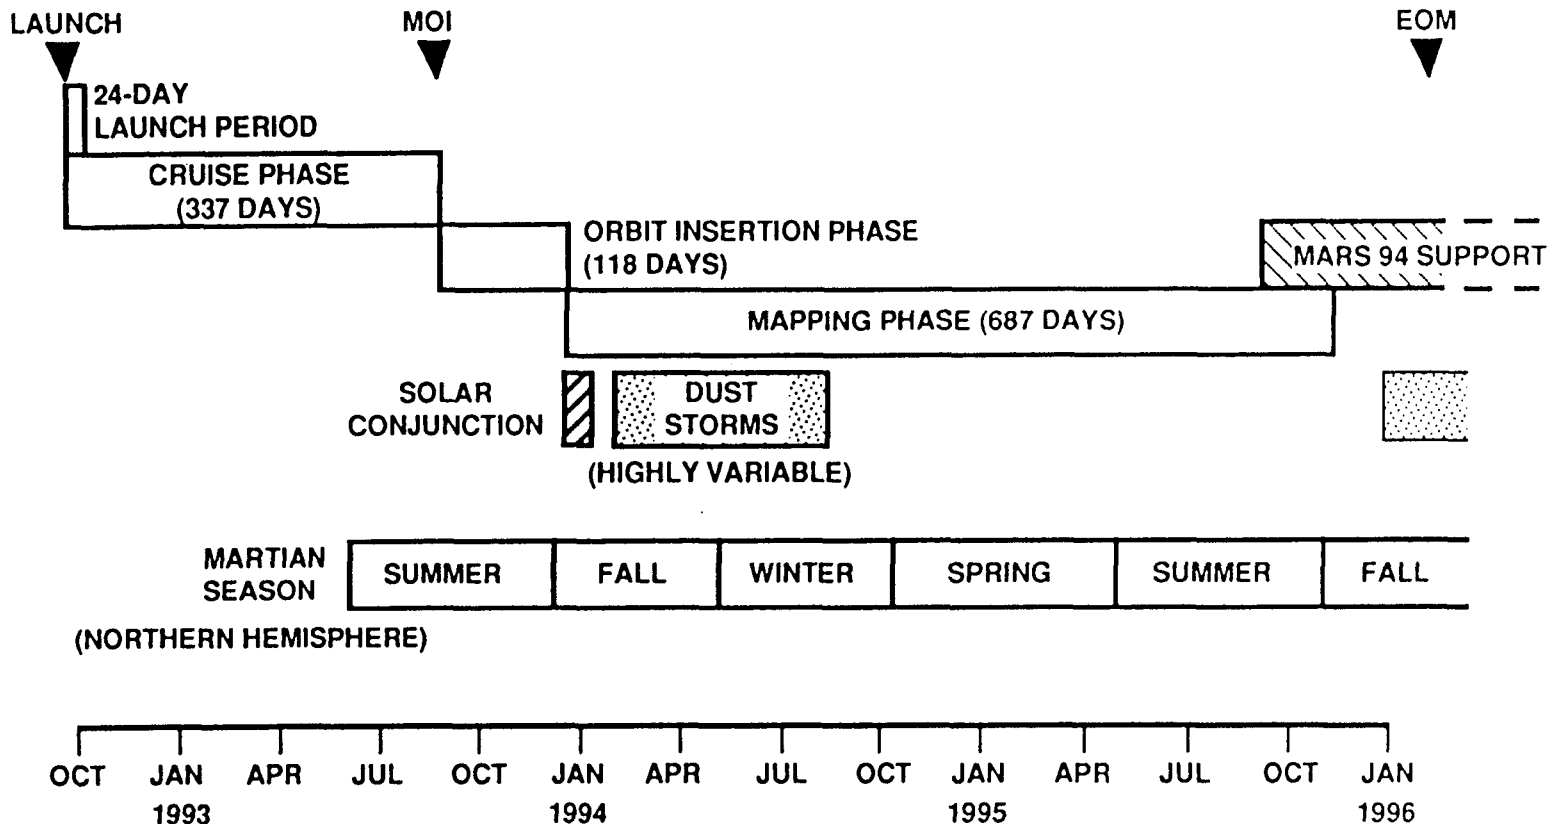 LAUNCH
MOI
EOM
24-DAY
LAUNCH PERIOD
CRUISE PHASE
(337 DAYS)
ORBIT INSERTION PHASE
(118 DAYS)
MARS 94 SUPPORT
MAPPING PHASE (687 DAYS)
SOLAR
CONJUNCTION
DUST
STORMS
(HIGHLY VARIABLE)
MARTIAN
SEASON
SUMMER
FALL
WINTER
SPRING
SUMMER
FALL
(NORTHERN HEMISPHERE)
OCT JAN APR JUL OCT JAN APR JUL OCT JAN APR JUL OCT JAN
1993 1994 1995 1996